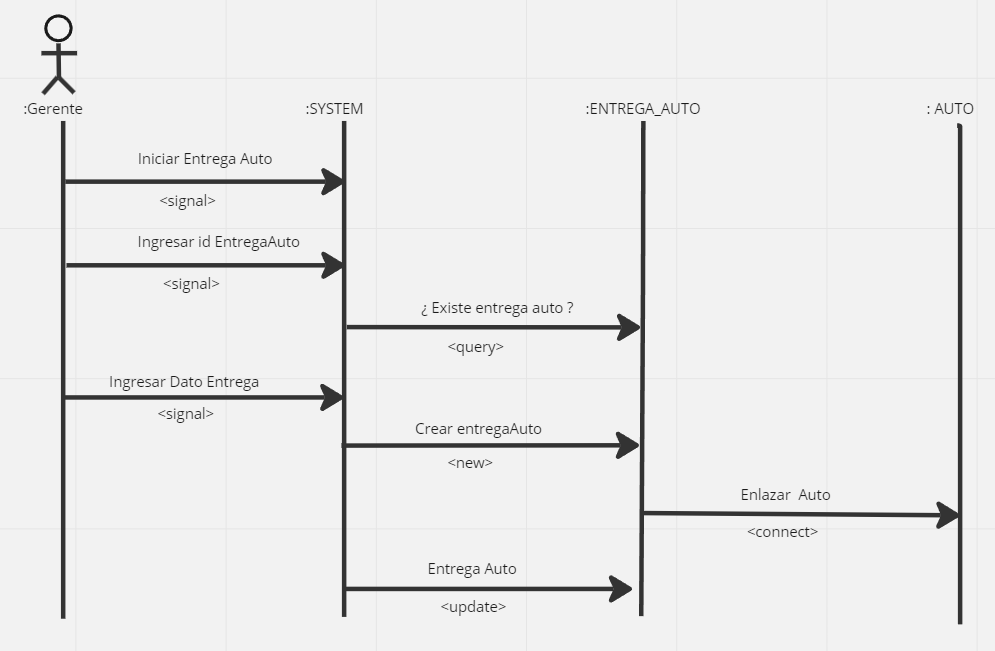 :Gerente
:SYSTEM
:ENTREGA_AUTO
: AUTO
Iniciar Entrega Auto
<signal>
Ingresar id EntregaAuto
<signal>
¿ Existe entrega auto ?
<query>
Ingresar Dato Entrega
<signal>
Crear entregaAuto
<new>
Enlazar  Auto
<connect>
Entrega Auto
<update>